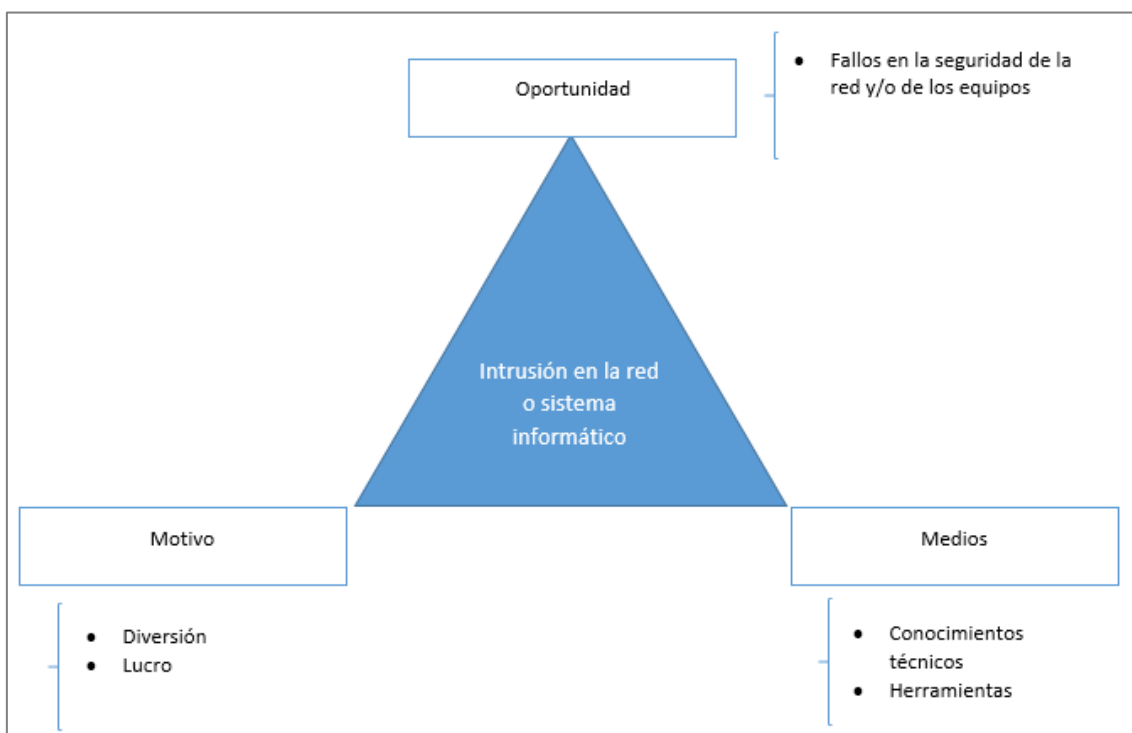 Oportunidad
● Fallos en la seguridad de la
red y/o de los equipos
Intrusión en la red
o sistema
informático
Motivo
● Diversión
● Lucro
Medios
● Conocimientos
técnicos
● Herramientas